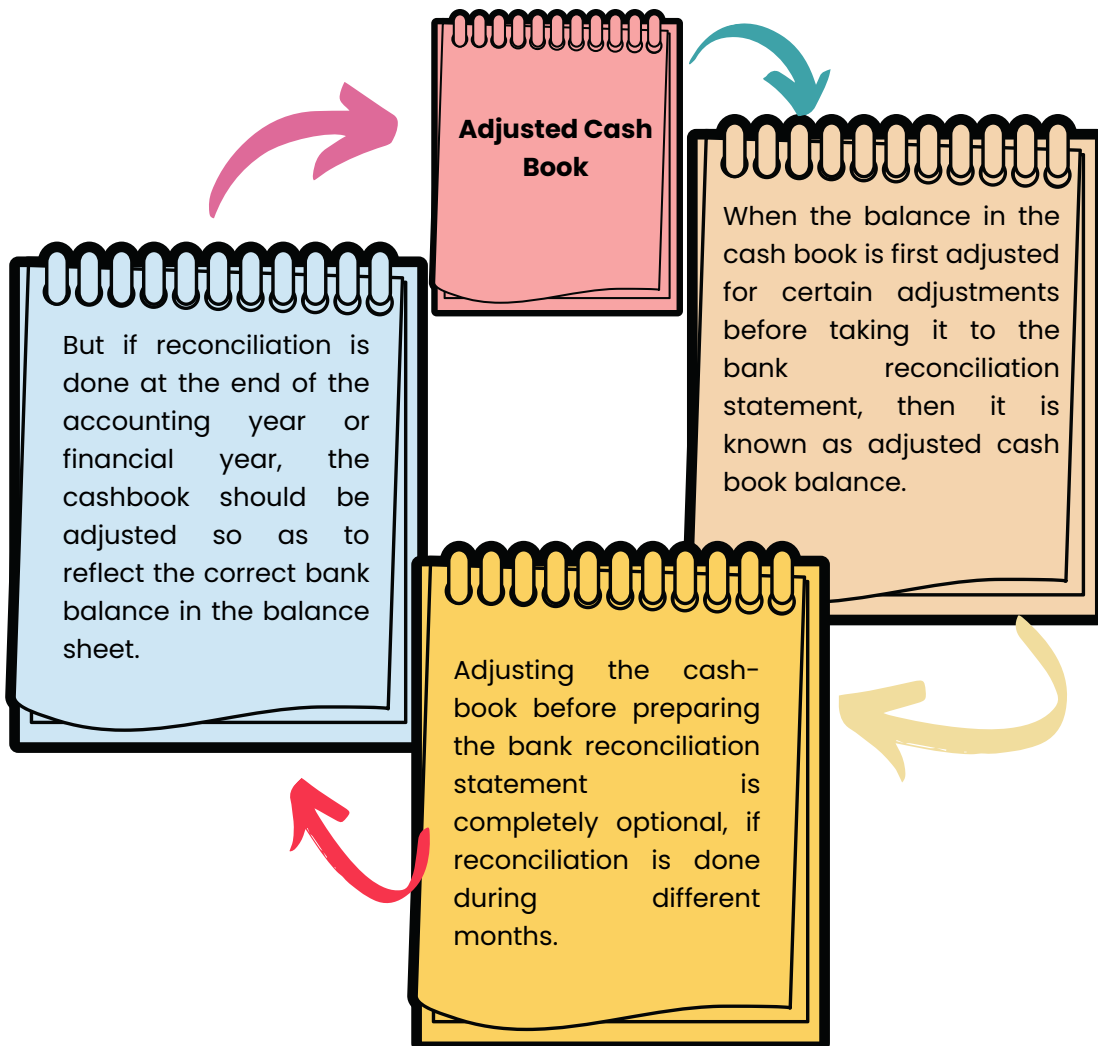 Adjusted Cash
Book
When the balance in the
cash book is first adjusted
for certain adjustments
before taking it to the
bank reconciliation
statement, then it is
known as adjusted cash
book balance.
Adjusting the cash-
book before preparing
the bank reconciliation
statement is
completely optional, if
reconciliation is done
during different
months.
But if reconciliation is
done at the end of the
accounting year or
financial year, the
cashbook should be
adjusted so as to
reflect the correct bank
balance in the balance
sheet.